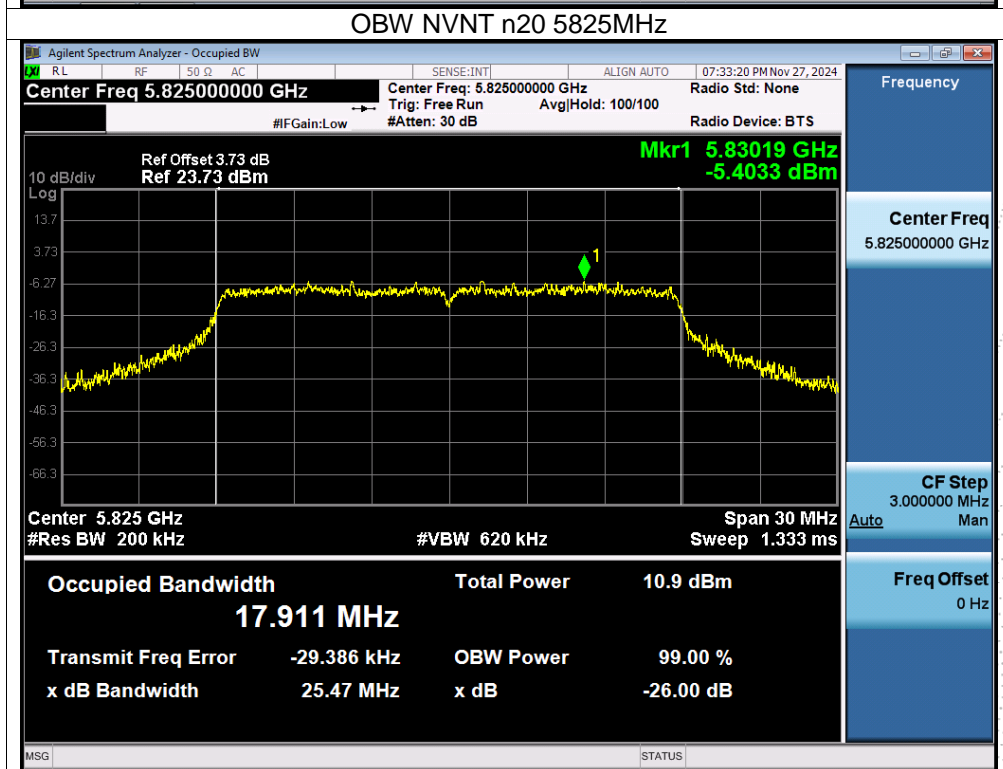 OBW NVNT n20 5825MHz
Agilent Spectrum Analyzer - Occupied BW
LXI RL RF 50 Ω AC SENSE:INT ALIGN AUTO 07:33:20 PM Nov 27, 2024
Center Freq 5.825000000 GHz Center Freq: 5.825000000 GHz Radio Std: None
Trig: Free Run Avg|Hold: 100/100
#IFGain:Low #Atten: 30 dB Radio Device: BTS
Frequency
Mkr1 5.83019 GHz
-5.4033 dBm
Ref Offset 3.73 dB
10 dB/div Ref 23.73 dBm
Log
13.7
3.73
-6.27
-16.3
-26.3
-36.3
-46.3
-56.3
-66.3
1
Center 5.825 GHz Span 30 MHz
#Res BW 200 kHz #VBW 620 kHz Sweep 1.333 ms
Center Freq
5.825000000 GHz
CF Step
3.000000 MHz
Auto Man
Freq Offset
0 Hz
Occupied Bandwidth Total Power 10.9 dBm
17.911 MHz
Transmit Freq Error -29.386 kHz OBW Power 99.00 %
x dB Bandwidth 25.47 MHz x dB -26.00 dB
MSG STATUS